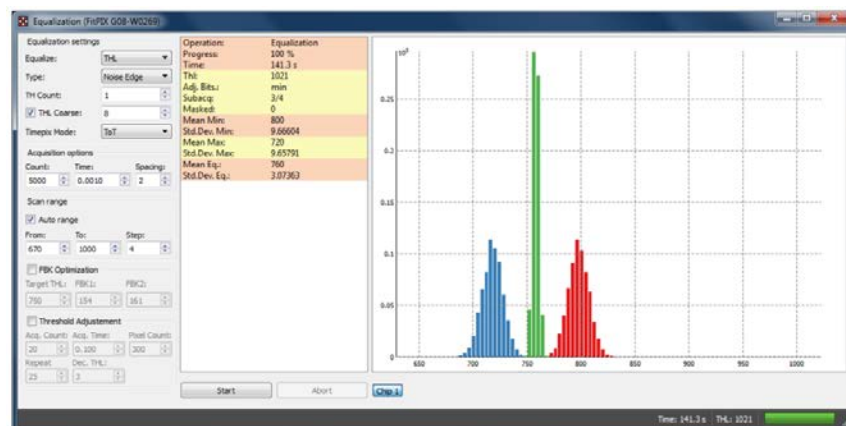 Equalization (FitPIX G08-W0269)
Equalization settings
Equalize: THL
Type: Noise Edge
TH Count: 1
THL Coarse: 8
Timepix Mode: ToT
Acquisition options
Count: Time: Spacing:
5000 0.0010 2
Scan range
Auto range
From: To: Step:
670 1000 4
FBK Optimization
Target THL: FBK1: FBK2:
750 154 161
Threshold Adjustement
Acq. Count: Acq. Time: Pixel Count:
20 0.100 300
Repeat: Dec. THL:
25 3
Operation: Equalization
Progress: 100 %
Time: 141.3 s
Thl: 1021
Adj. Bits.: min
Subacq: 3/4
Masked: 0
Mean Min: 800
Std.Dev. Min: 9.66604
Mean Max: 720
Std.Dev. Max: 9.65791
Mean Eq.: 760
Std.Dev. Eq.: 3.07363
0.25
0.2
0.15
0.1
0.05
0
650 700 750 800 850 900 950 1000
Start Abort Chip 1
Time: 141.3 s THL: 1021